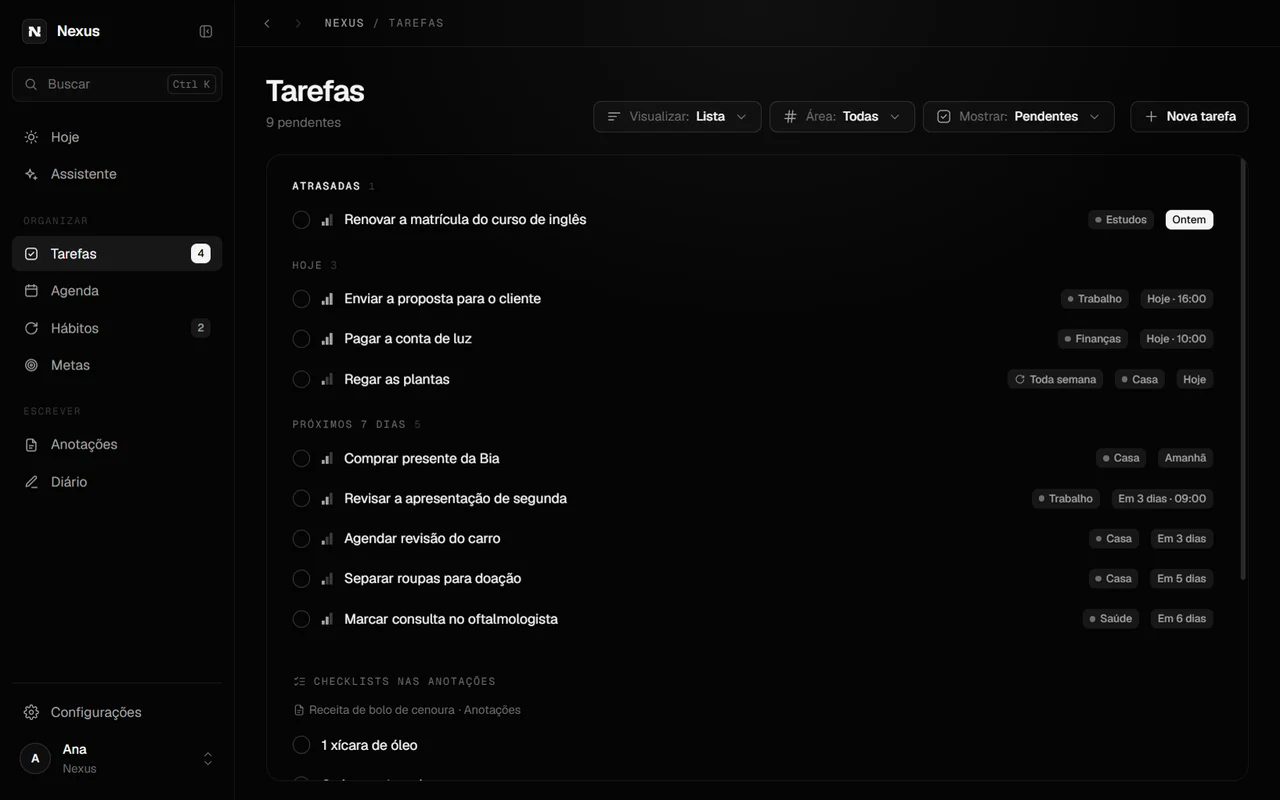 Nexus
Buscar Ctrl K
Hoje
Assistente
ORGANIZAR
Tarefas 4
Agenda
Hábitos 2
Metas
ESCREVER
Anotações
Diário
Configurações
A
Ana
Nexus
NEXUS / TAREFAS
Tarefas
9 pendentes
Visualizar: Lista
Área: Todas
Mostrar: Pendentes
Nova tarefa
ATRASADAS 1
Renovar a matrícula do curso de inglês Estudos Ontem
HOJE 3
Enviar a proposta para o cliente Trabalho Hoje · 16:00
Pagar a conta de luz Finanças Hoje · 10:00
Regar as plantas Toda semana Casa Hoje
PRÓXIMOS 7 DIAS 5
Comprar presente da Bia Casa Amanhã
Revisar a apresentação de segunda Trabalho Em 3 dias · 09:00
Agendar revisão do carro Casa Em 3 dias
Separar roupas para doação Casa Em 5 dias
Marcar consulta no oftalmologista Saúde Em 6 dias
CHECKLISTS NAS ANOTAÇÕES
Receita de bolo de cenoura · Anotações
1 xícara de óleo